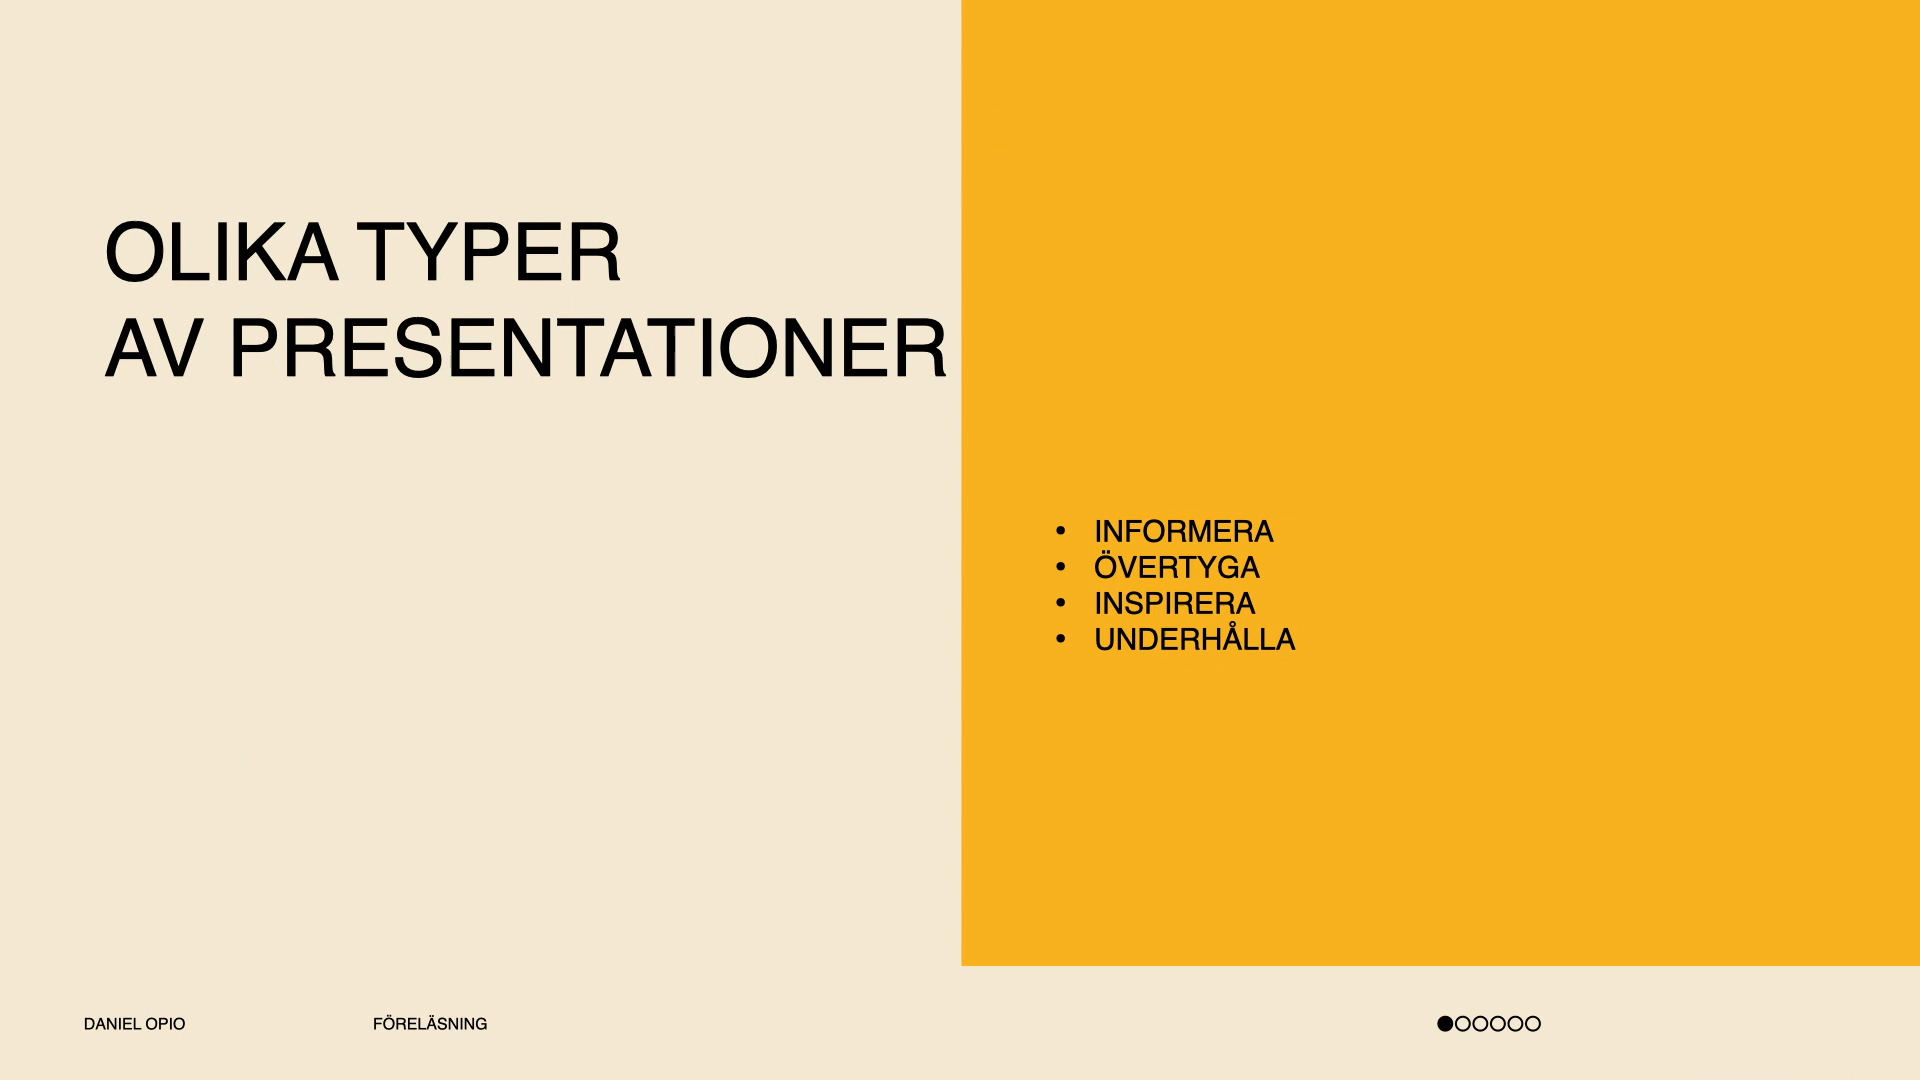 OLIKA TYPER
AV PRESENTATIONER
• INFORMERA
• ÖVERTYGA
• INSPIRERA
• UNDERHÅLLA
DANIEL OPIO
FÖRELÄSNING